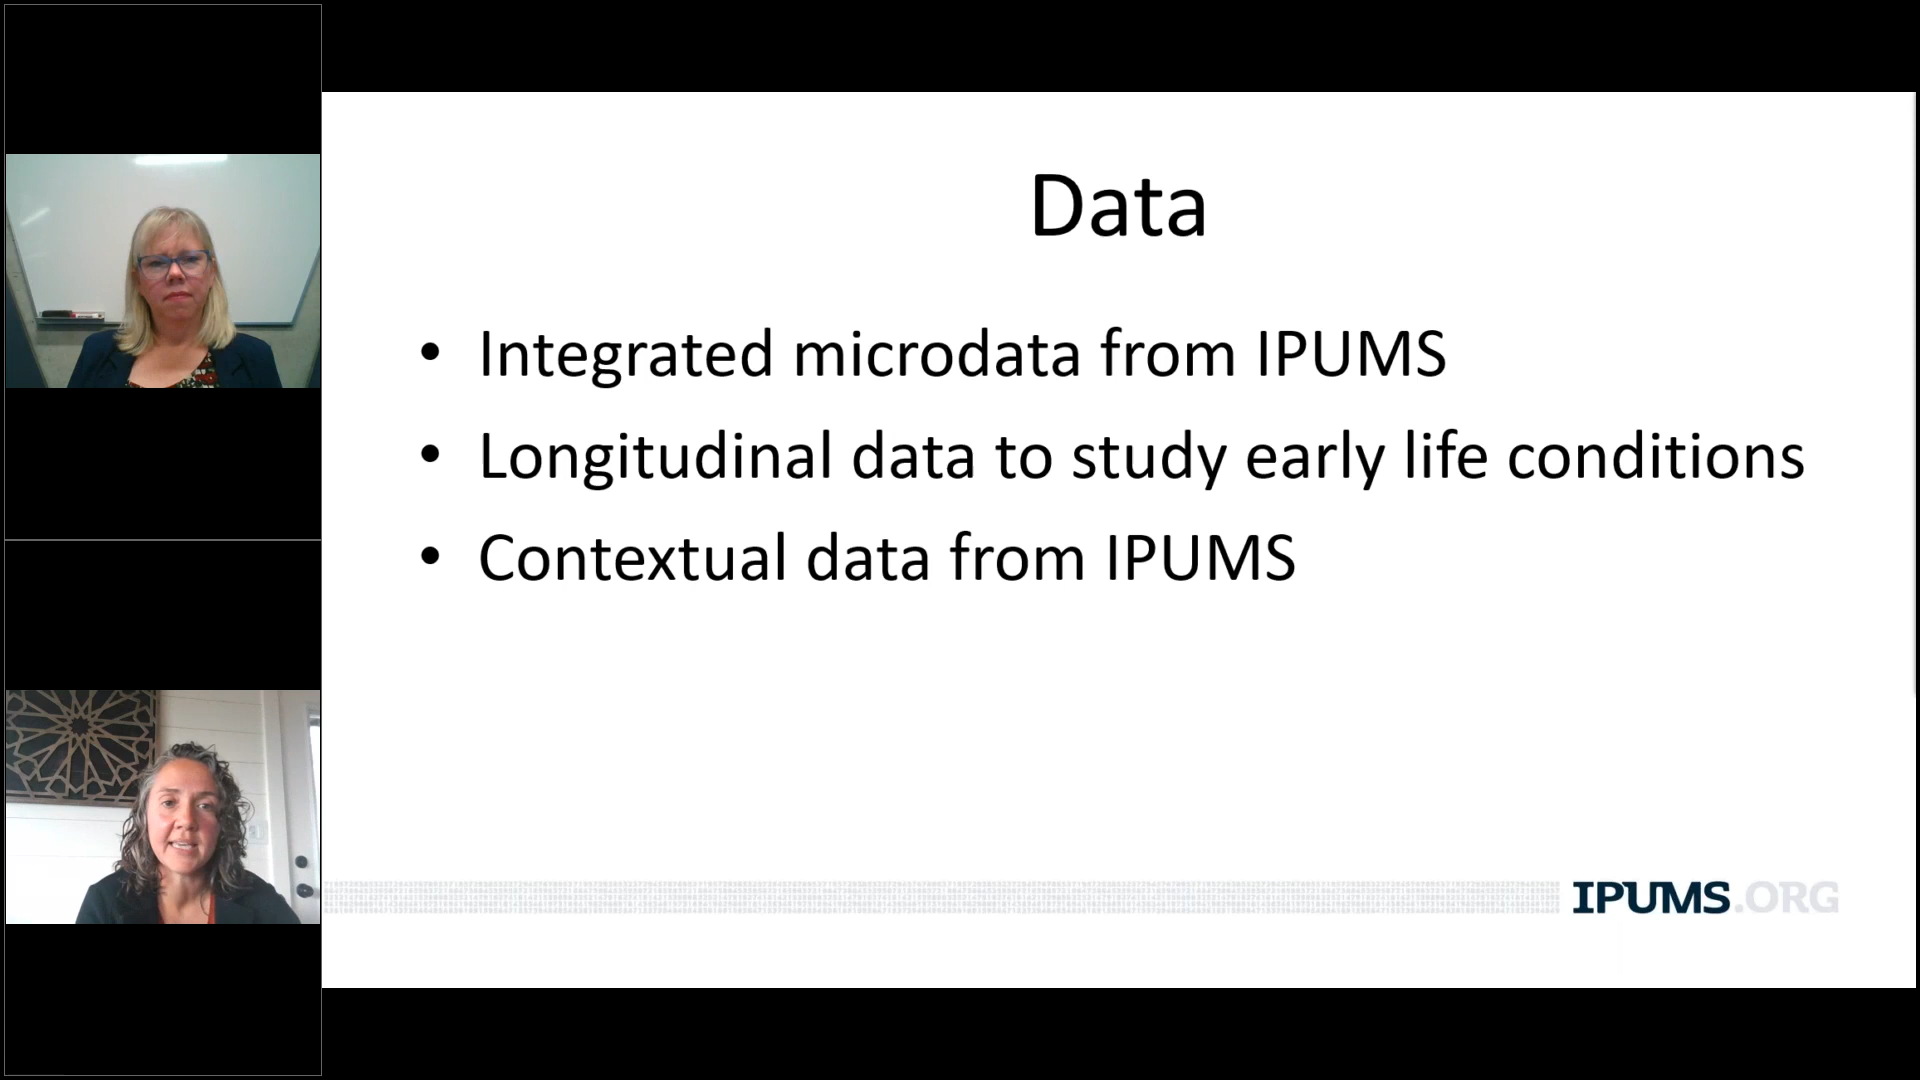 Data
• Integrated microdata from IPUMS
• Longitudinal data to study early life conditions
• Contextual data from IPUMS
IPUMS.ORG